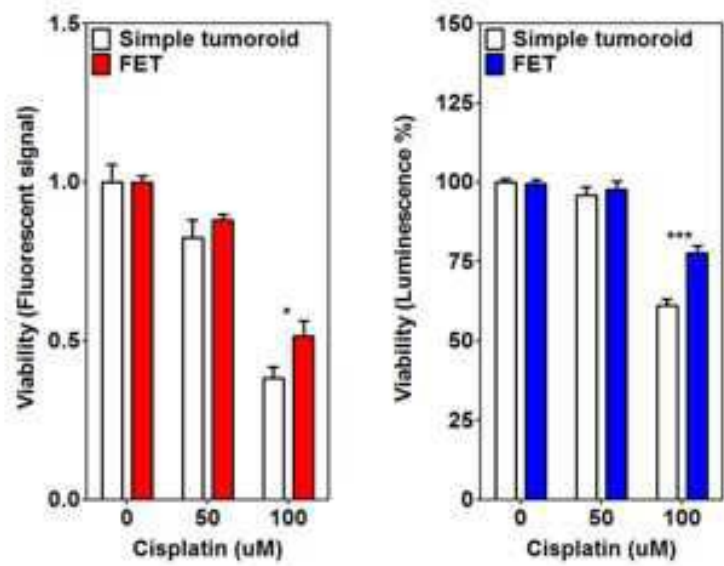 Viability (Fluorescent signal)
1.5
1.0
0.5
0.0
Simple tumoroid
FET
*
0
50
100
Cisplatin (uM)
Viability (Luminescence %)
150
125
100
75
50
25
0
Simple tumoroid
FET
***
0
50
100
Cisplatin (uM)